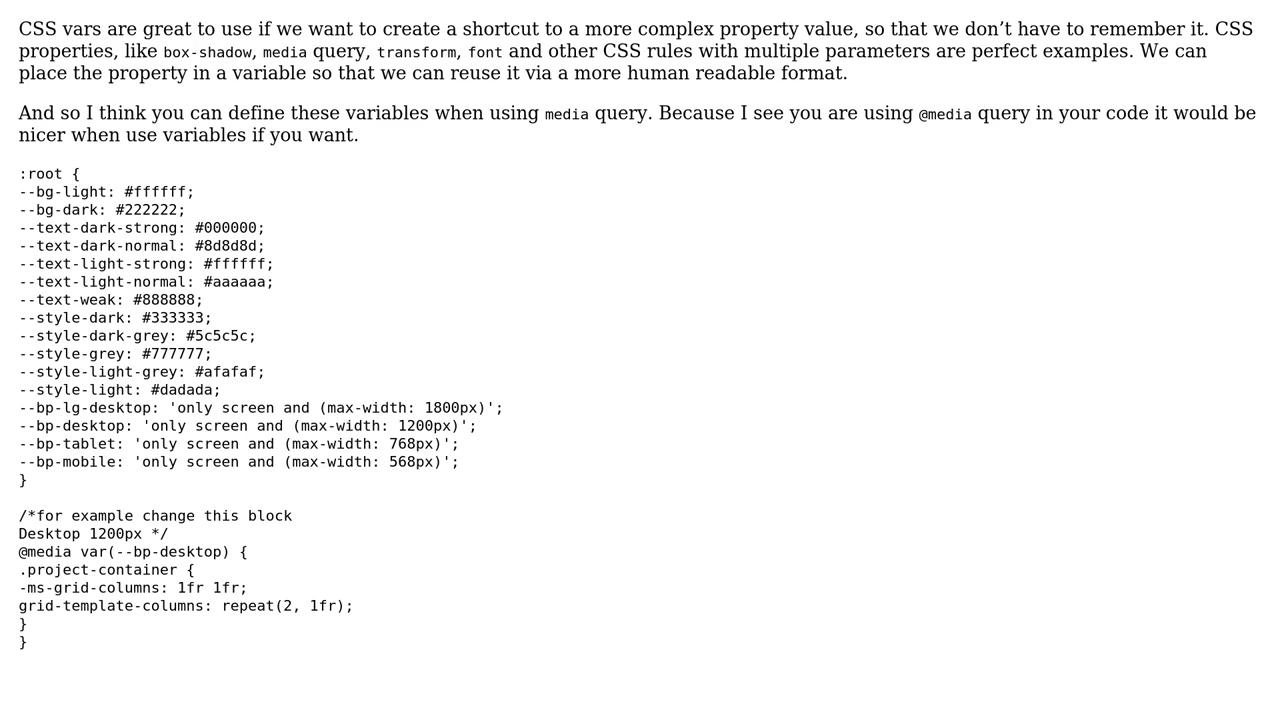 CSS vars are great to use if we want to create a shortcut to a more complex property value, so that we don’t have to remember it. CSS
properties, like box-shadow, media query, transform, font and other CSS rules with multiple parameters are perfect examples. We can
place the property in a variable so that we can reuse it via a more human readable format.
And so I think you can define these variables when using media query. Because I see you are using @media query in your code it would be
nicer when use variables if you want.
:root {
--bg-light: #ffffff;
--bg-dark: #222222;
--text-dark-strong: #000000;
--text-dark-normal: #8d8d8d;
--text-light-strong: #ffffff;
--text-light-normal: #aaaaaa;
--text-weak: #888888;
--style-dark: #333333;
--style-dark-grey: #5c5c5c;
--style-grey: #777777;
--style-light-grey: #afafaf;
--style-light: #dadada;
--bp-lg-desktop: 'only screen and (max-width: 1800px)';
--bp-desktop: 'only screen and (max-width: 1200px)';
--bp-tablet: 'only screen and (max-width: 768px)';
--bp-mobile: 'only screen and (max-width: 568px)';
}
/*for example change this block
Desktop 1200px */
@media var(--bp-desktop) {
.project-container {
-ms-grid-columns: 1fr 1fr;
grid-template-columns: repeat(2, 1fr);
}
}